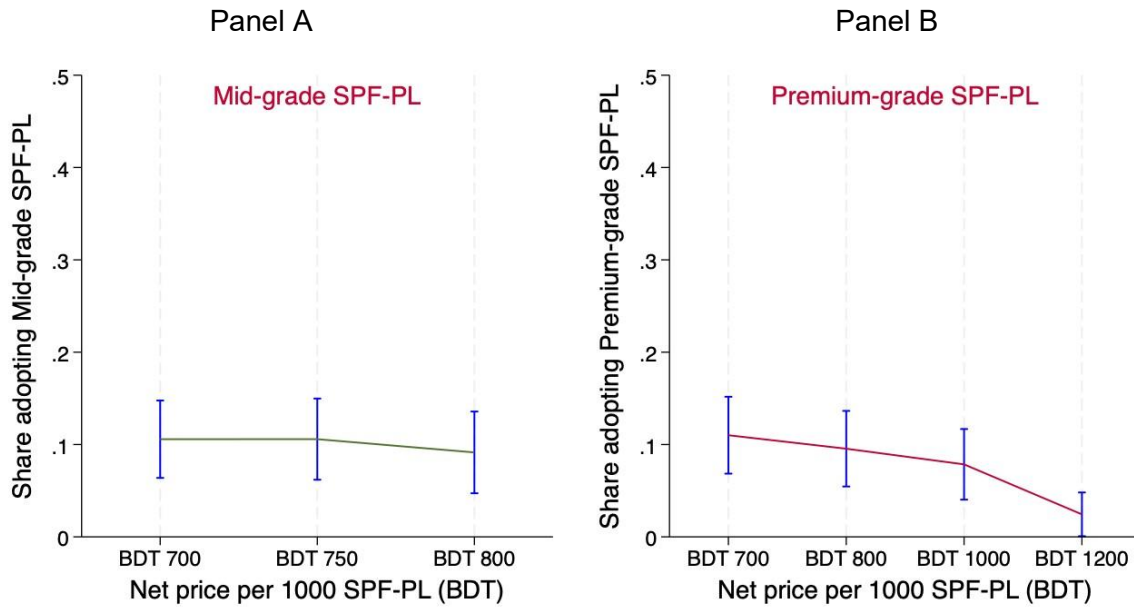 Panel A
Mid-grade SPF-PL
Share adopting Mid-grade SPF-PL
.5
.4
.3
.2
.1
0
BDT 700 BDT 750 BDT 800
Net price per 1000 SPF-PL (BDT)
Panel B
Premium-grade SPF-PL
Share adopting Premium-grade SPF-PL
.5
.4
.3
.2
.1
0
BDT 700 BDT 800 BDT 1000 BDT 1200
Net price per 1000 SPF-PL (BDT)